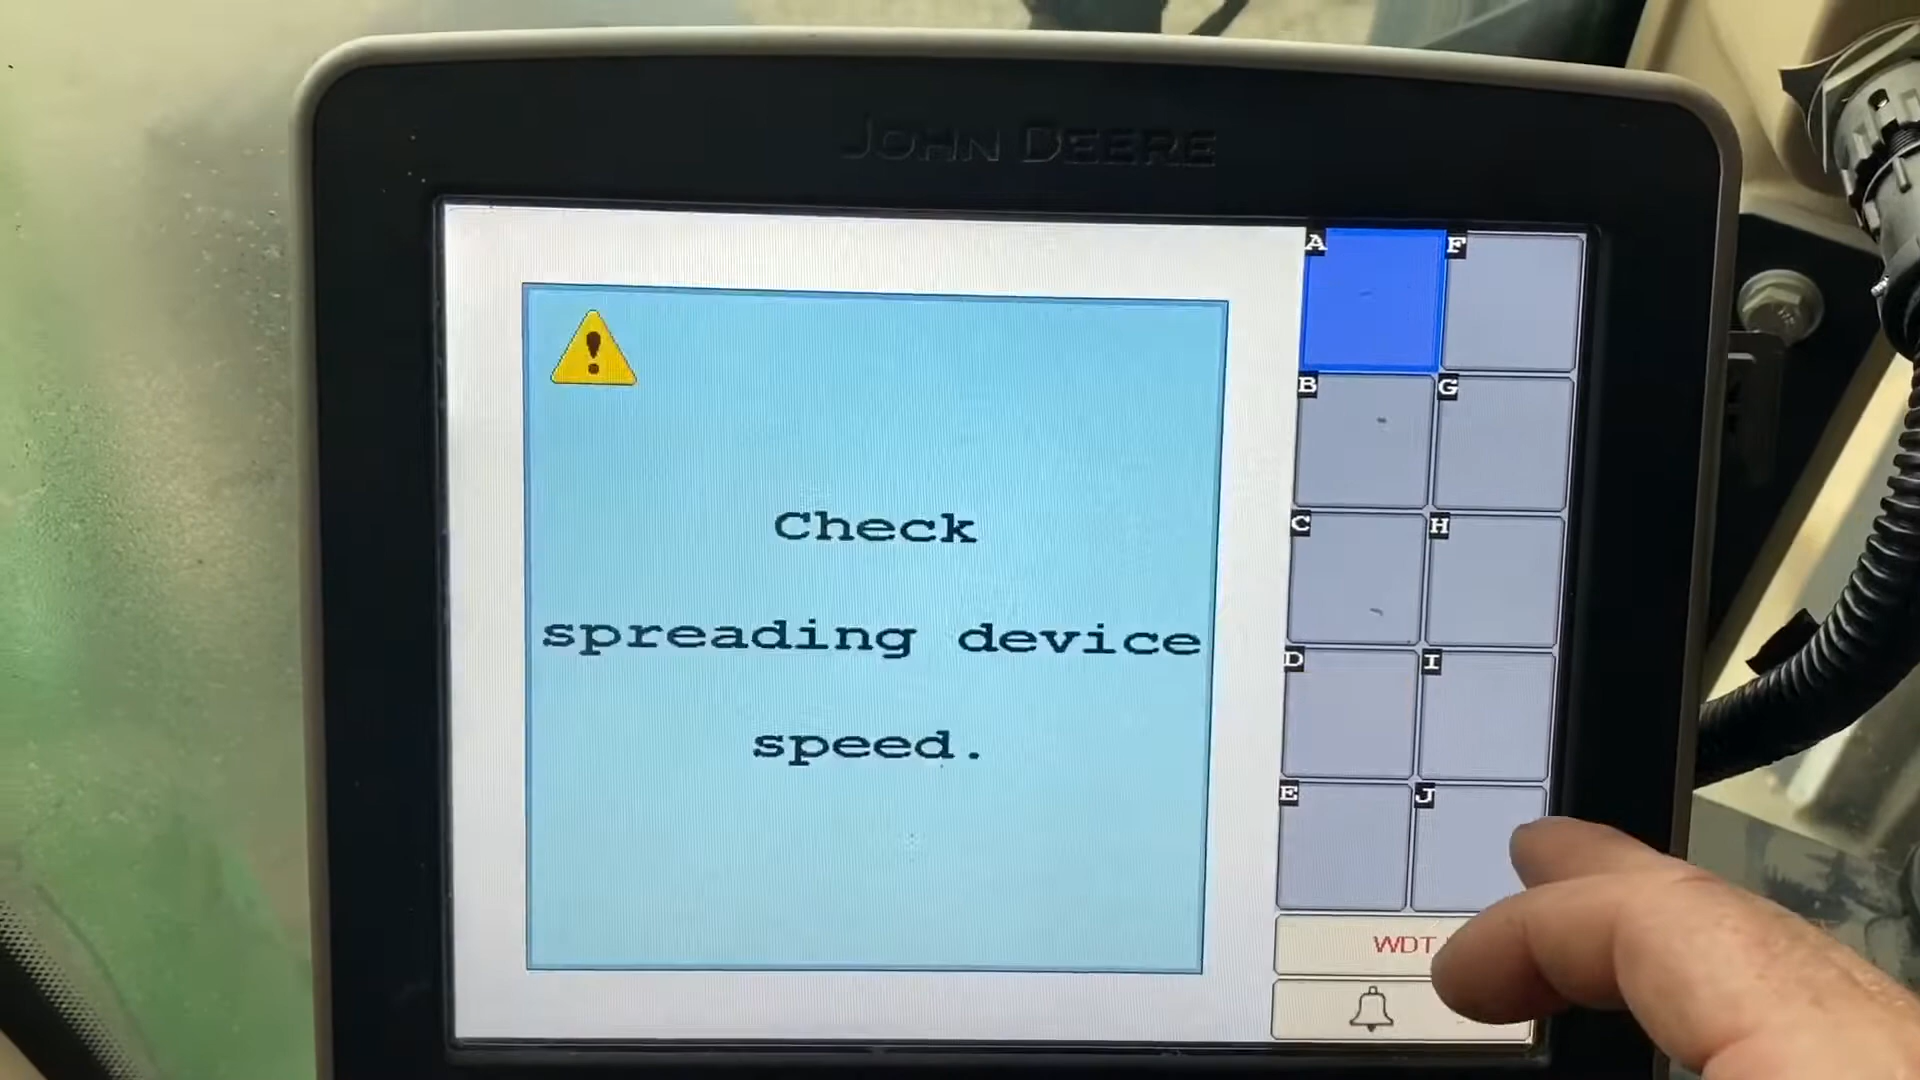 JOHN DEERE
Check
spreading device
speed.
A
F
B
G
C
H
D
I
E
J
WDT